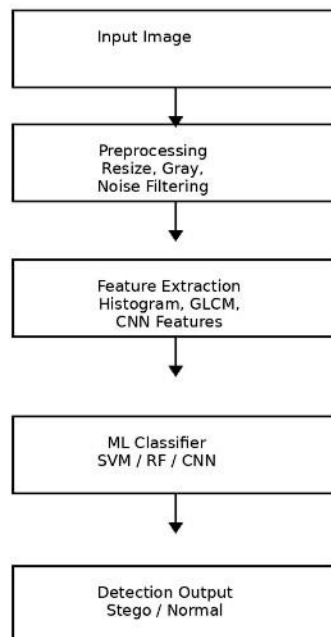 Input Image
Preprocessing
Resize, Gray,
Noise Filtering
Feature Extraction
Histogram, GLCM,
CNN Features
ML Classifier
SVM / RF / CNN
Detection Output
Stego / Normal